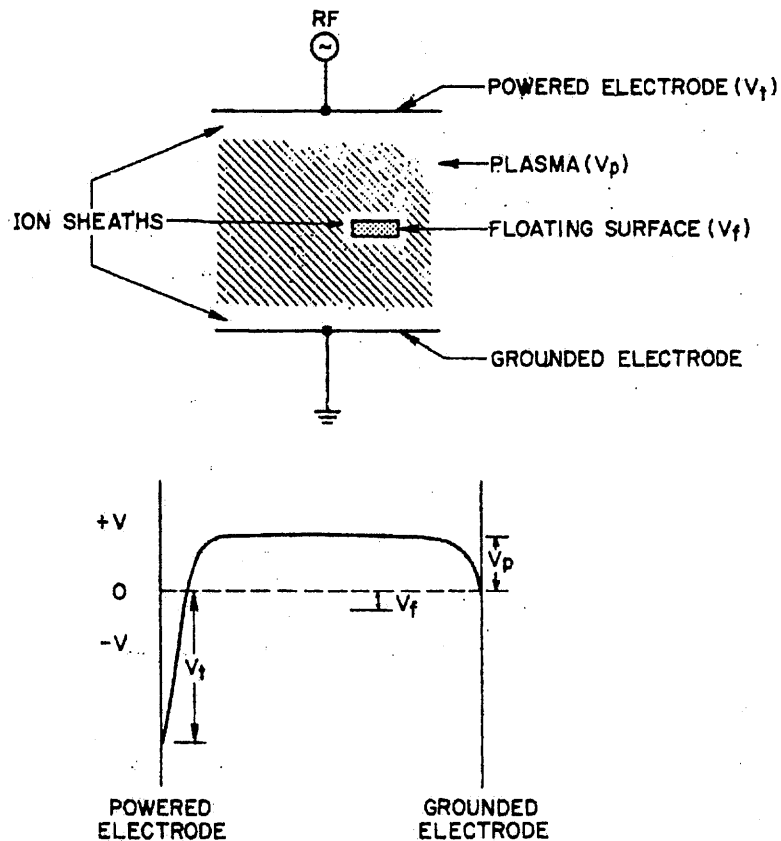 RF
~
POWERED ELECTRODE (Vt)
PLASMA (Vp)
ION SHEATHS
FLOATING SURFACE (Vf)
GROUNDED ELECTRODE
+V
0
-V
Vp
Vf
Vt
POWERED
ELECTRODE
GROUNDED
ELECTRODE